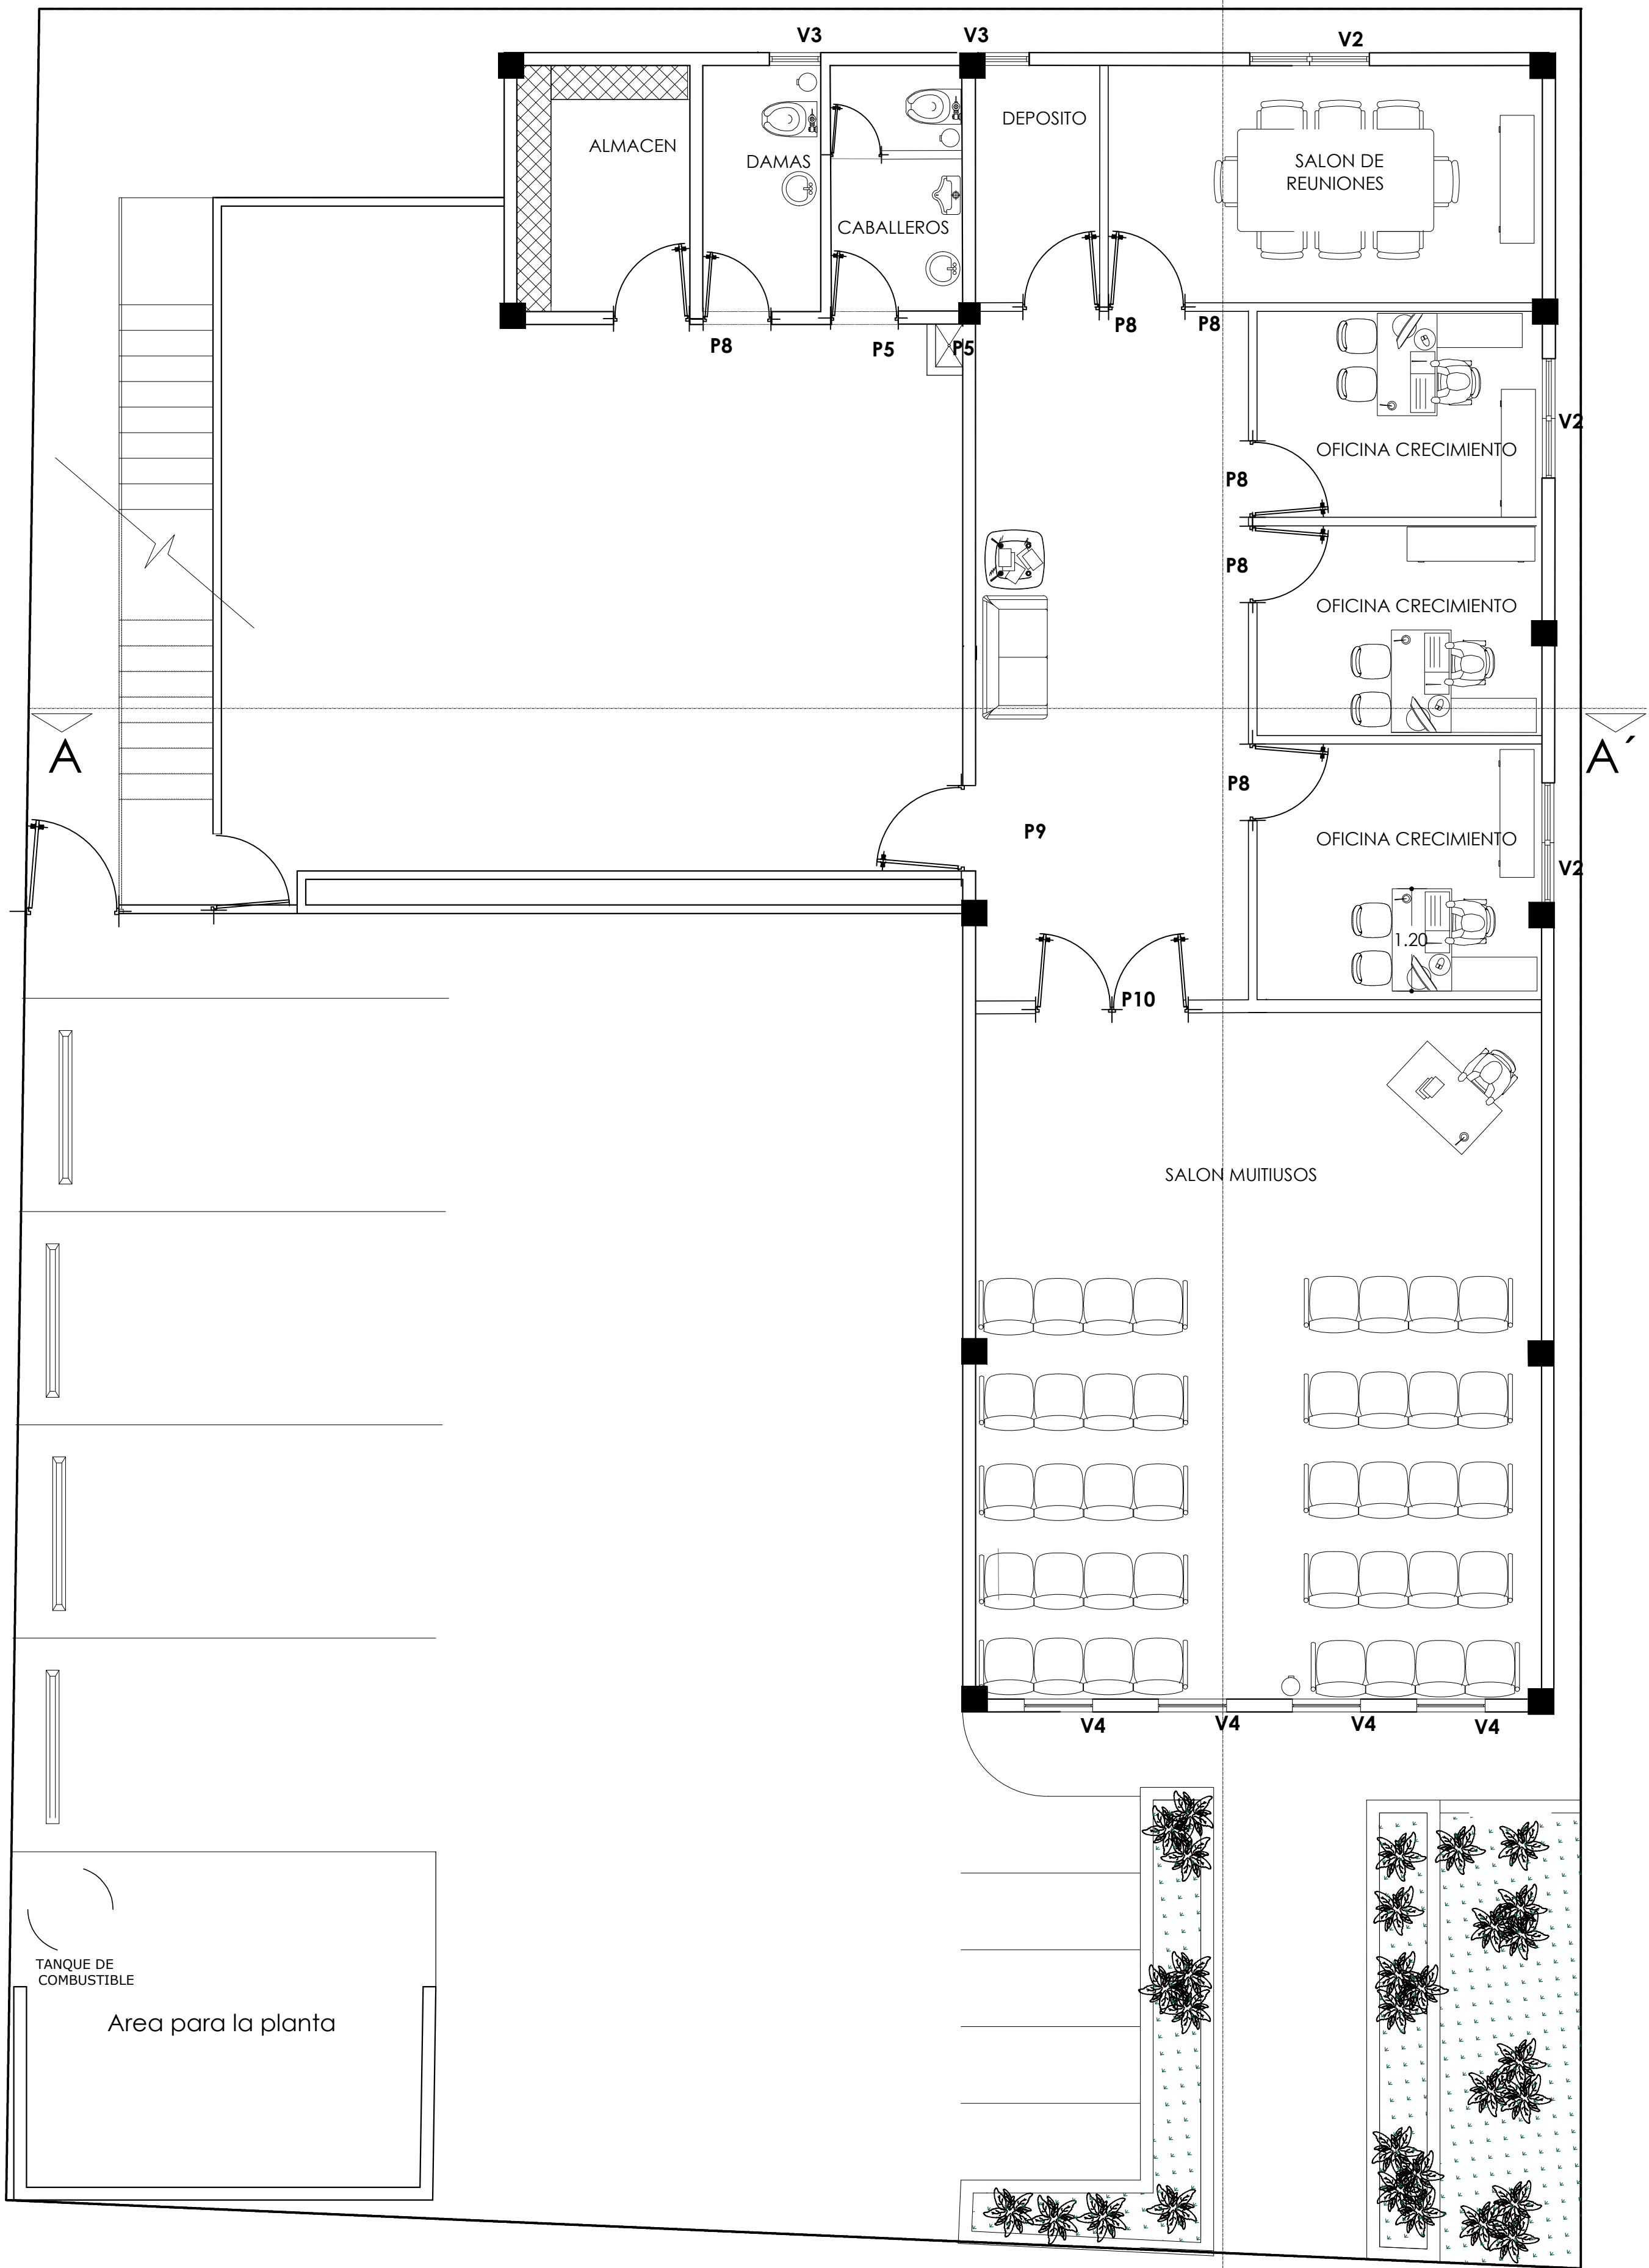 V3
V3
V2
DEPOSITO
ALMACEN
DAMAS
SALON DE
REUNIONES
CABALLEROS
P8
P8
P8
P5
P5
V2
OFICINA CRECIMIENTO
P8
P8
OFICINA CRECIMIENTO
A
A´
P8
P9
OFICINA CRECIMIENTO
V2
1.20
P10
SALON MUITIUSOS
V4
V4
V4
V4
TANQUE DE
COMBUSTIBLE
Area para la planta